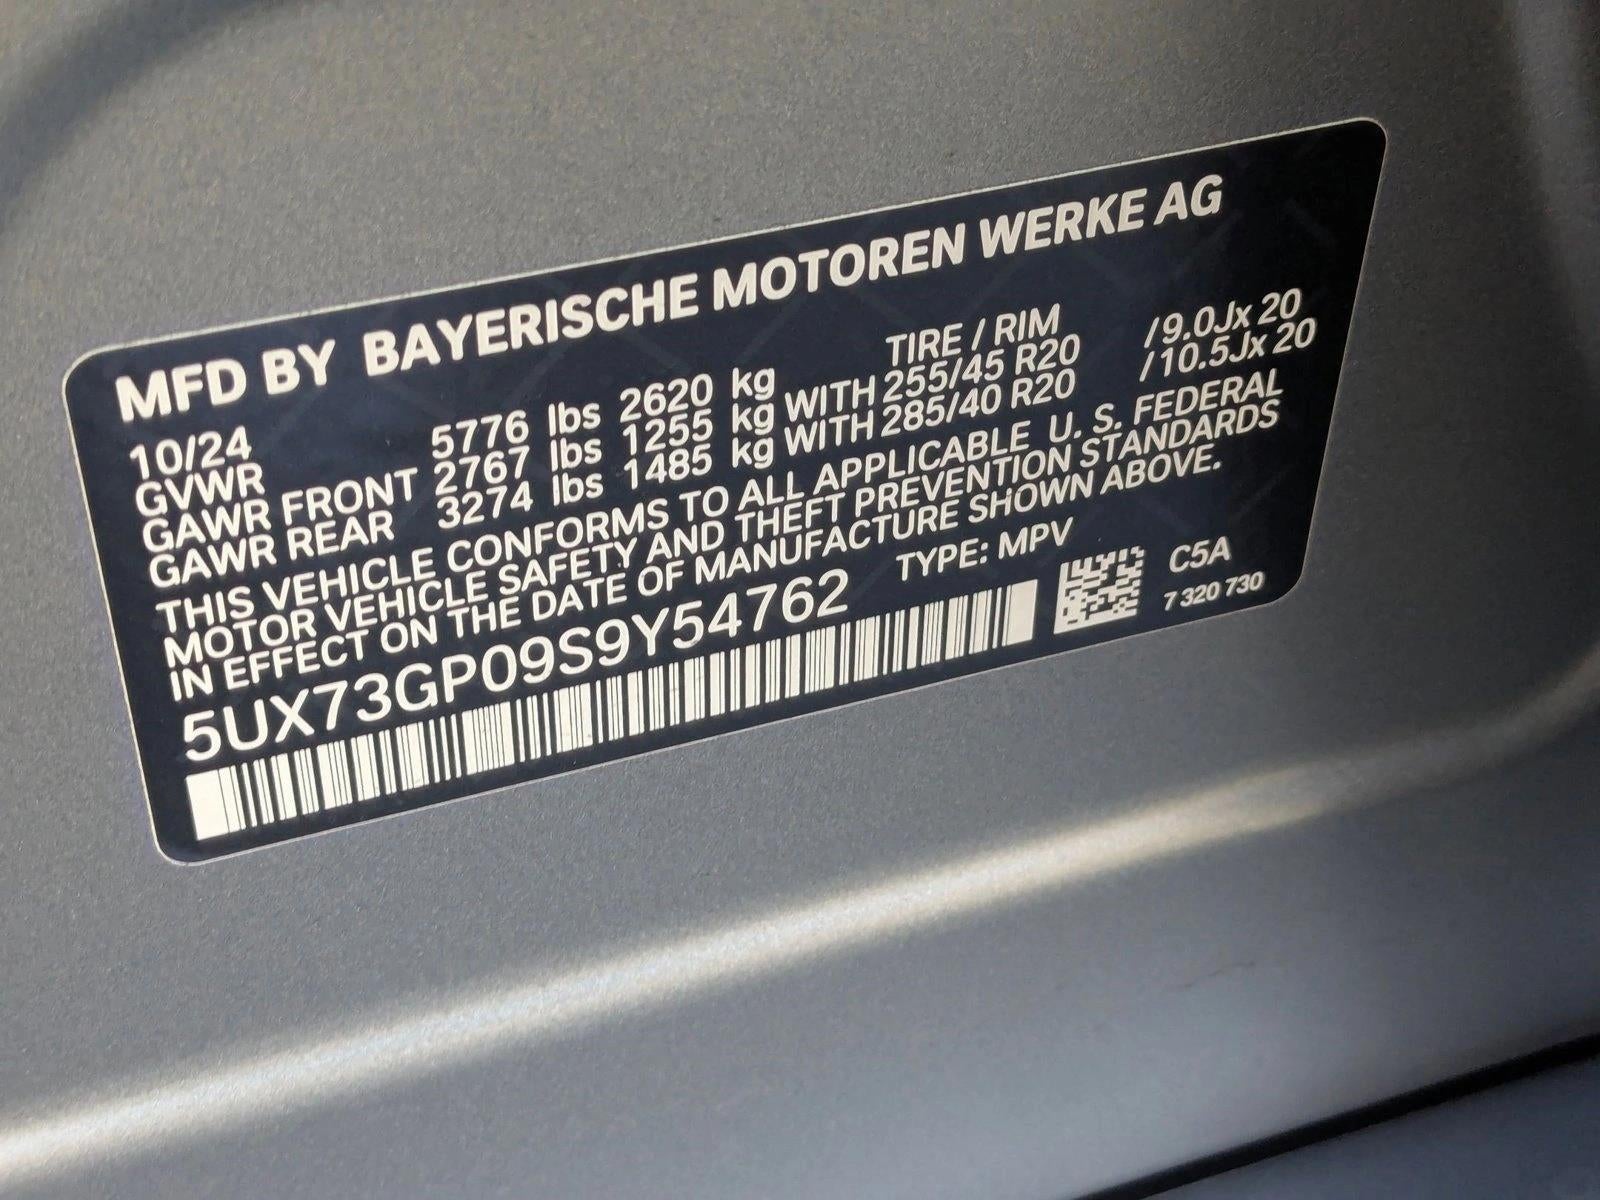 MFD BY BAYERISCHE MOTOREN WERKE AG
10/24 TIRE / RIM
GVWR 5776 lbs 2620 kg
GAWR FRONT 2767 lbs 1255 kg WITH 255/45 R20 /9.0Jx 20
GAWR REAR 3274 lbs 1485 kg WITH 285/40 R20 /10.5Jx 20
THIS VEHICLE CONFORMS TO ALL APPLICABLE U. S. FEDERAL
MOTOR VEHICLE SAFETY AND THEFT PREVENTION STANDARDS
IN EFFECT ON THE DATE OF MANUFACTURE SHOWN ABOVE.
5UX73GP09S9Y54762 TYPE: MPV
C5A
7 320 730